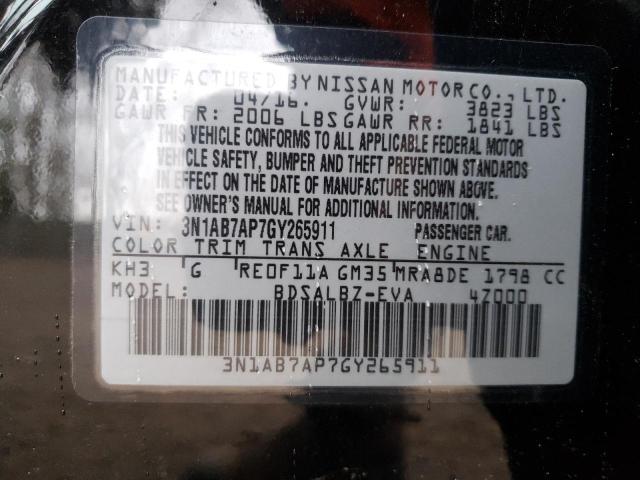 MANUFACTURED BY NISSAN MOTOR CO., LTD.
DATE: 04/16. GVWR: 3823 LBS
GAWR FR: 2006 LBS GAWR RR: 1841 LBS
THIS VEHICLE CONFORMS TO ALL APPLICABLE FEDERAL MOTOR
VEHICLE SAFETY, BUMPER AND THEFT PREVENTION STANDARDS
IN EFFECT ON THE DATE OF MANUFACTURE SHOWN ABOVE.
SEE OWNER'S MANUAL FOR ADDITIONAL INFORMATION.
VIN: 3N1AB7AP7GY265911 PASSENGER CAR.
COLOR TRIM TRANS AXLE ENGINE
KH3 G RE0F11A GM35 MRA8DE 1798 CC
MODEL: BDSALBZ-EVA 4Z000
3N1AB7AP7GY265911